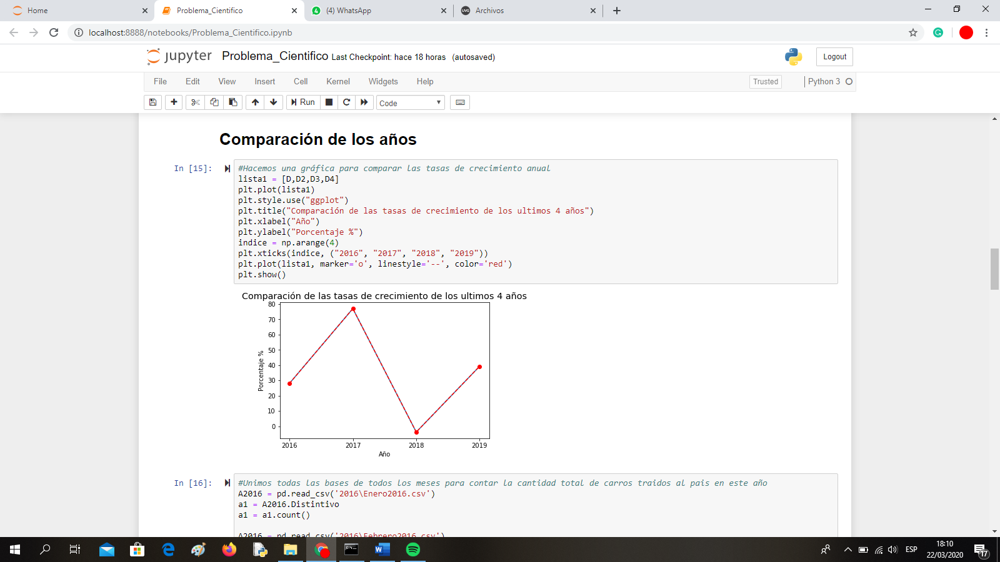 Home
Problema_Cientifico
(4) WhatsApp
UVG
Archivos
localhost:8888/notebooks/Problema_Cientifico.ipynb
jupyter
Problema_Cientifico Last Checkpoint: hace 18 horas (autosaved)
Logout
File Edit View Insert Cell Kernel Widgets Help
Trusted
Python 3
Run
Code
Comparación de los años
In [15]:
#Hacemos una gráfica para comparar las tasas de crecimiento anual
lista1 = [D,D2,D3,D4]
plt.plot(lista1)
plt.style.use("ggplot")
plt.title("Comparación de las tasas de crecimiento de los ultimos 4 años")
plt.xlabel("Año")
plt.ylabel("Porcentaje %")
indice = np.arange(4)
plt.xticks(indice, ("2016", "2017", "2018", "2019"))
plt.plot(lista1, marker='o', linestyle='--', color='red')
plt.show()
Comparación de las tasas de crecimiento de los ultimos 4 años
80
70
60
50
40
30
20
10
0
Porcentaje %
2016 2017 2018 2019
Año
In [16]:
#Unimos todas las bases de todos los meses para contar la cantidad total de carros traidos al pais en este año
A2016 = pd.read_csv('2016\Enero2016.csv')
a1 = A2016.Distintivo
a1 = a1.count()
A2016 = pd.read_csv('2016\Febrero2016.csv')
ESP
18:10
22/03/2020
17